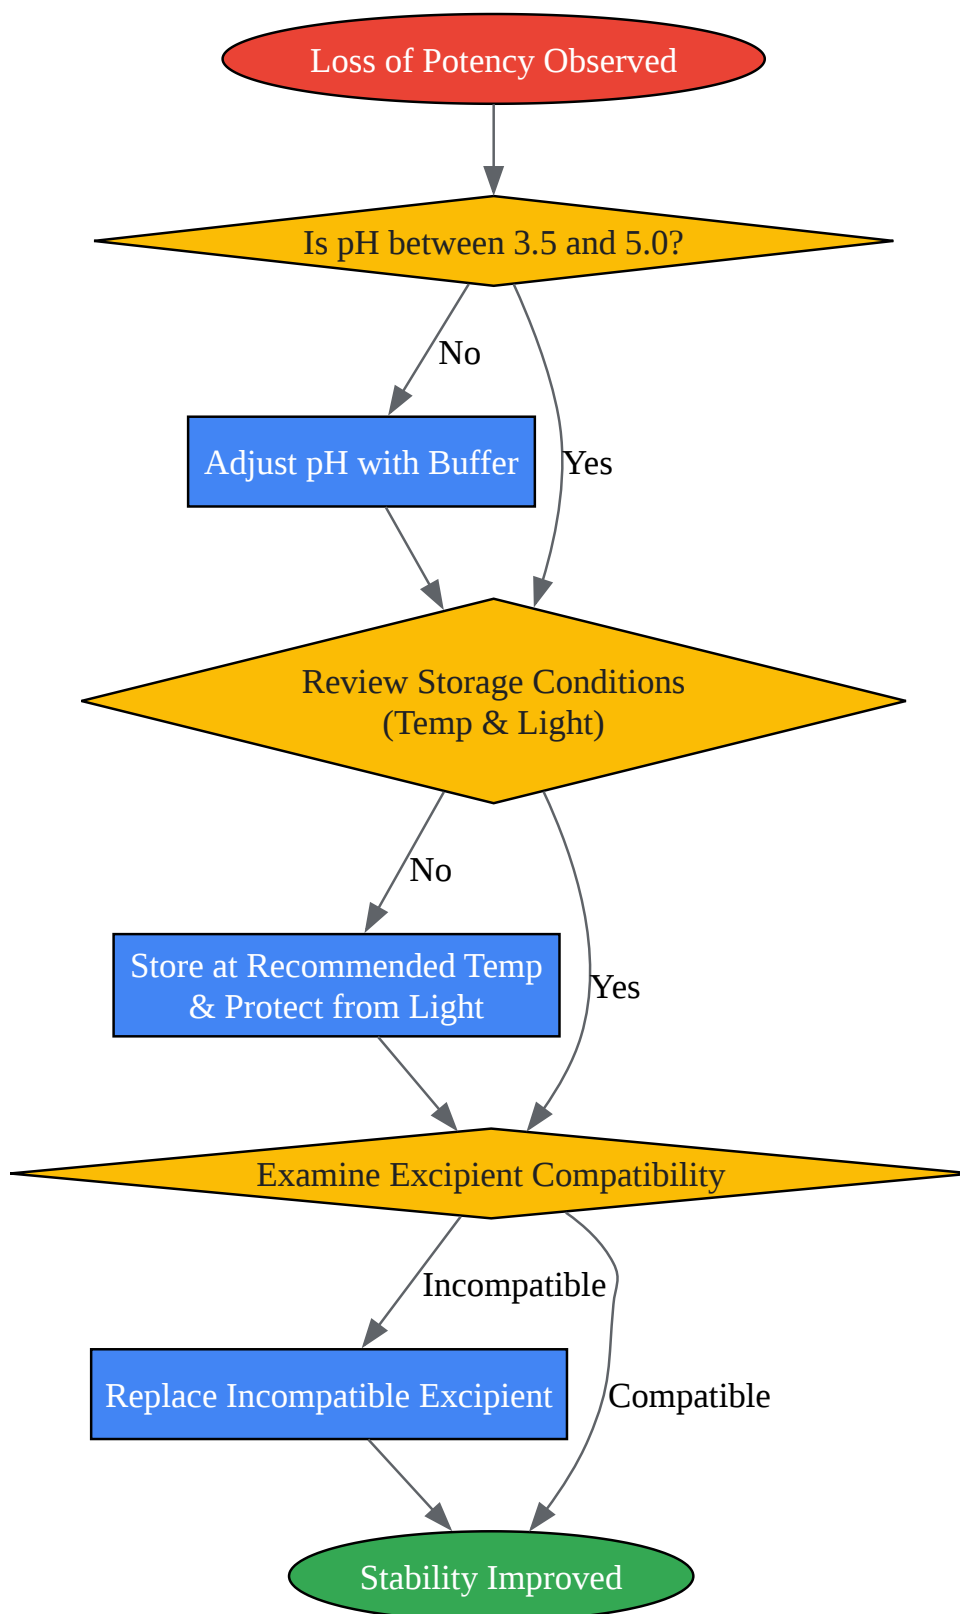 Loss of Potency Observed
Is pH between 3.5 and 5.0?
No
Adjust pH with Buffer
Yes
Review Storage Conditions
(Temp & Light)
No
Store at Recommended Temp
& Protect from Light
Yes
Examine Excipient Compatibility
Incompatible
Replace Incompatible Excipient
Compatible
Stability Improved